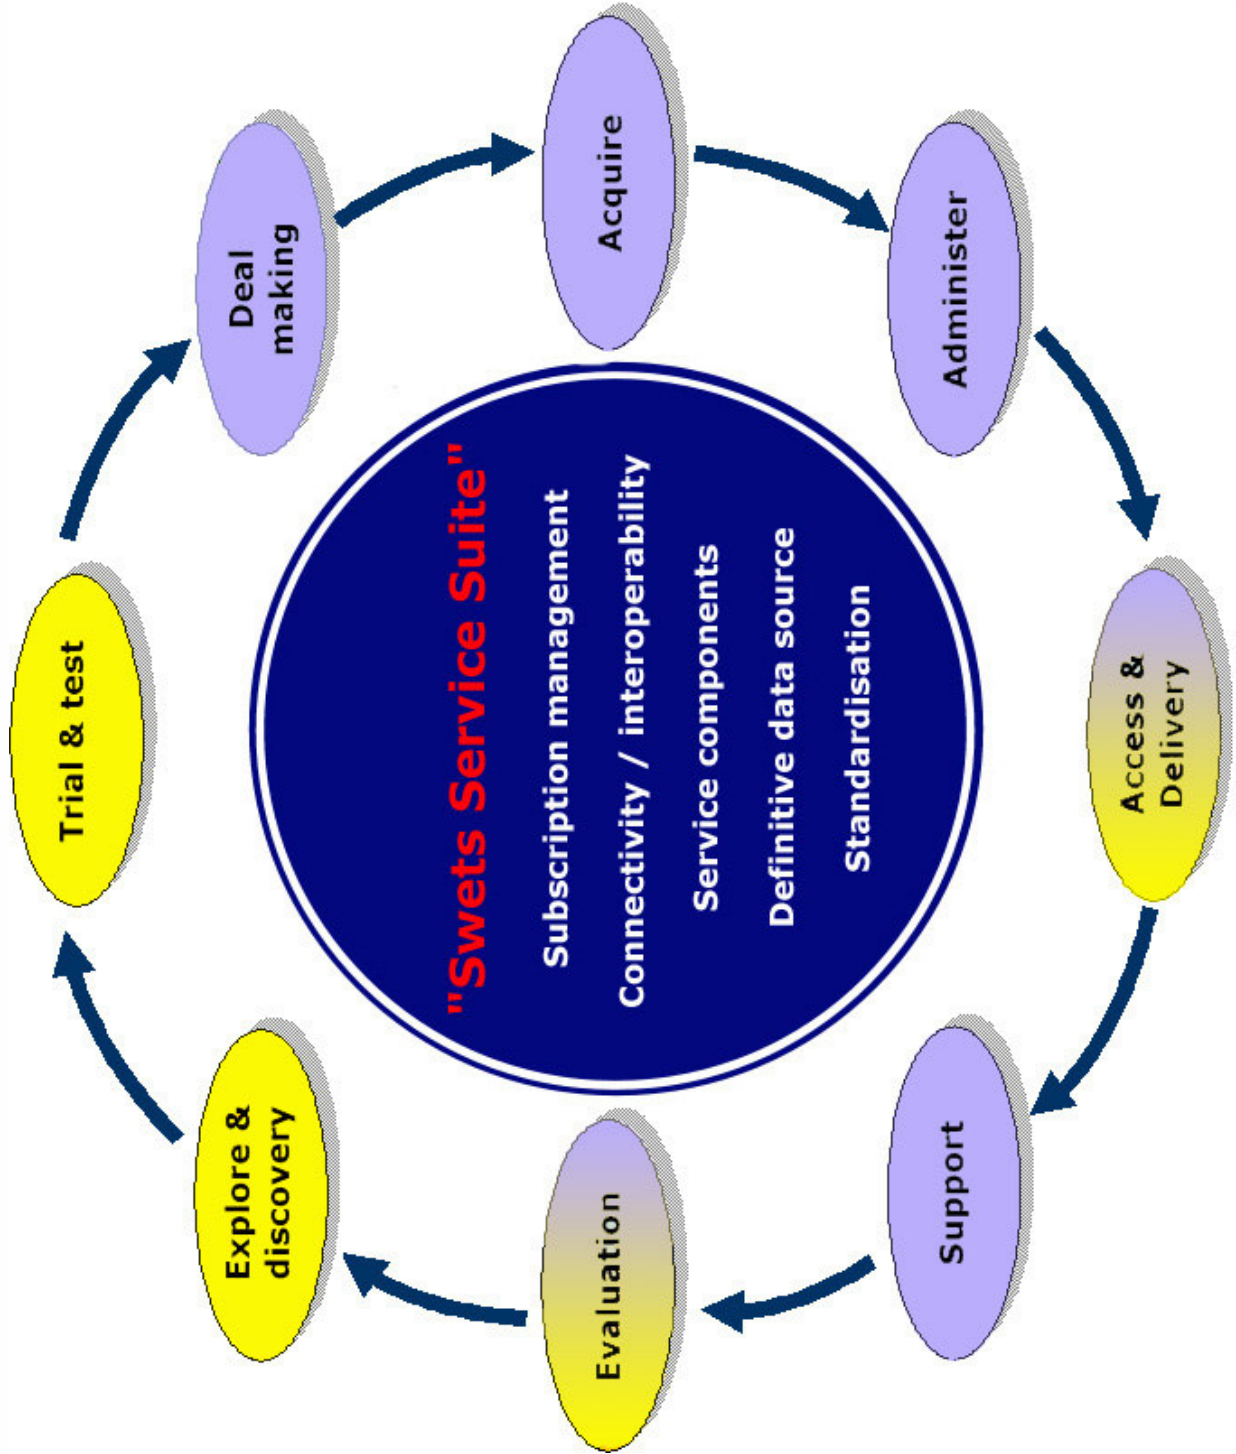 Trial & test
Deal
making
Acquire
Administer
Access &
Delivery
Support
Evaluation
Explore &
discovery
"Swets Service Suite"
Subscription management
Connectivity / interoperability
Service components
Definitive data source
Standardisation